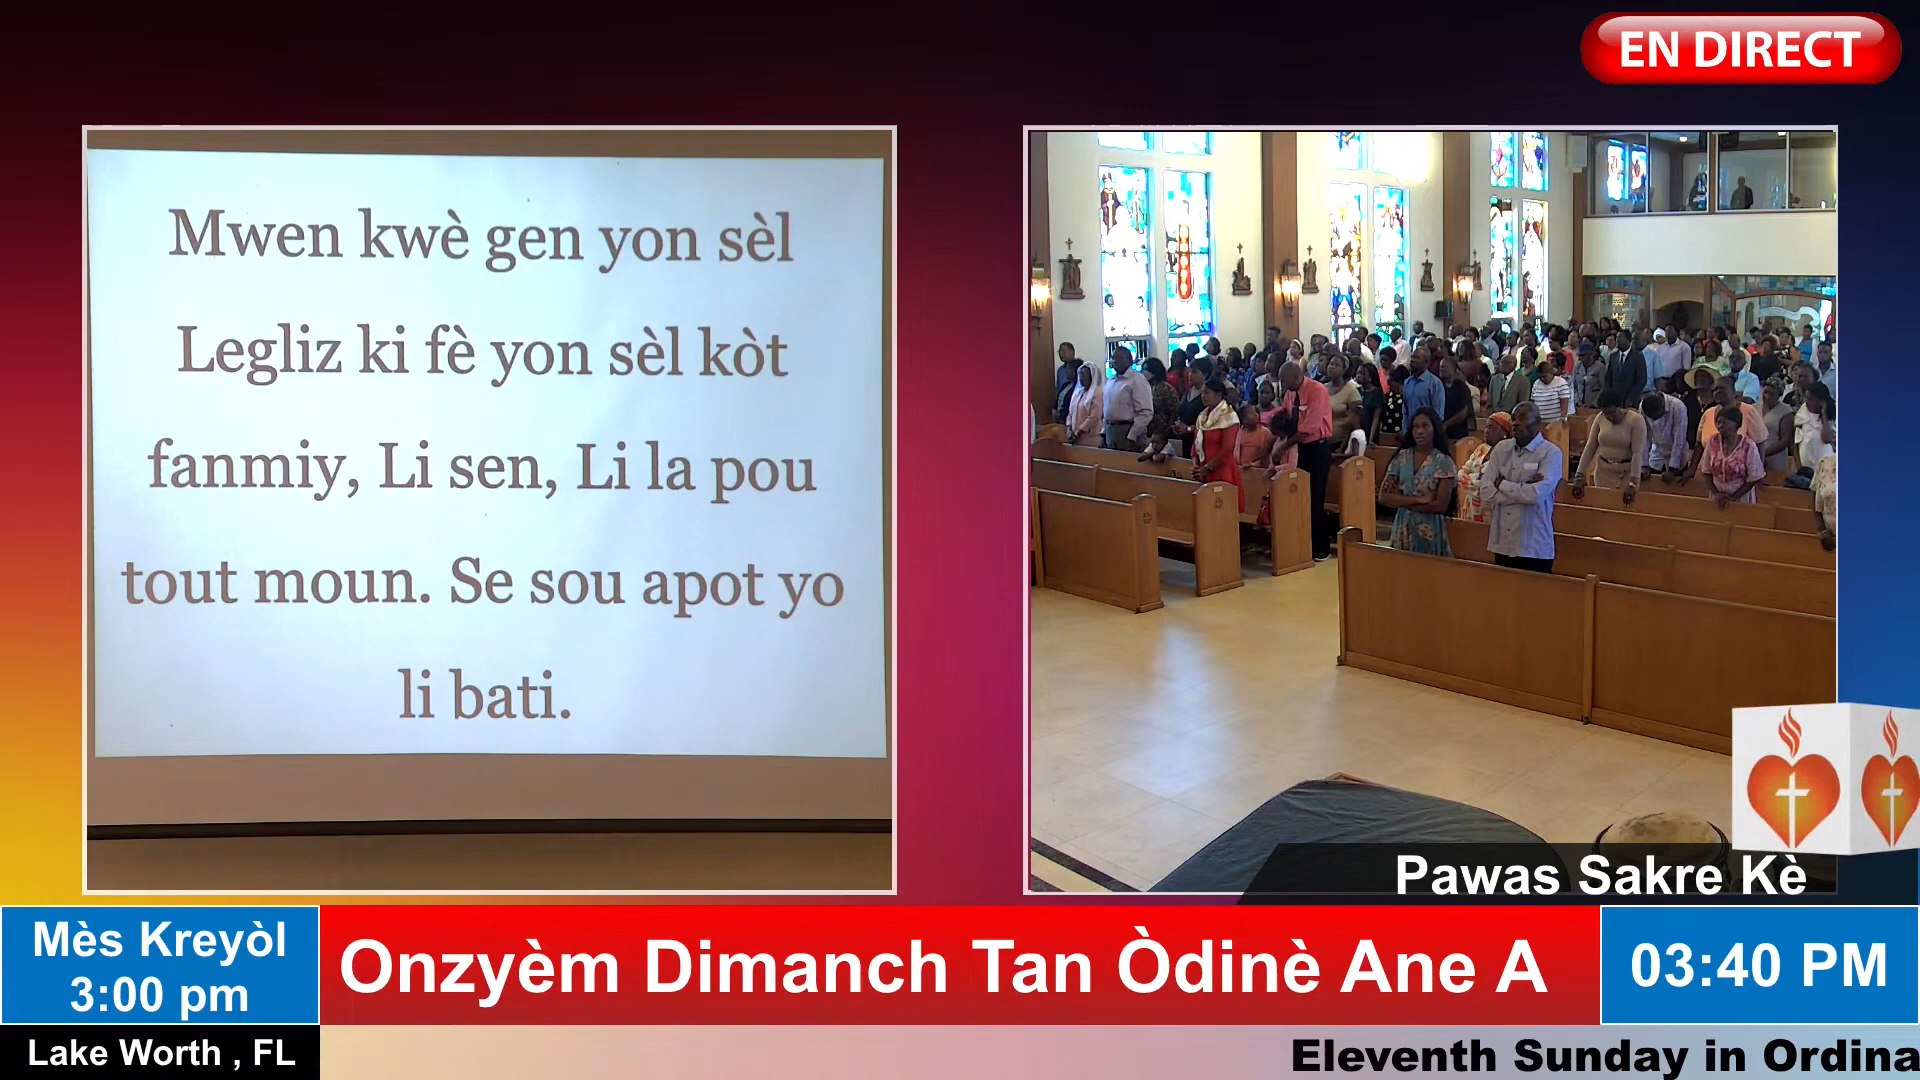 EN DIRECT
Mwen kwè gen yon sèl
Legliz ki fè yon sèl kòt
fanmiy, Li sen, Li la pou
tout moun. Se sou apot yo
li bati.
Pawas Sakre Kè
Mès Kreyòl
3:00 pm
Onzyèm Dimanch Tan Òdinè Ane A
03:40 PM
Lake Worth , FL
Eleventh Sunday in Ordina